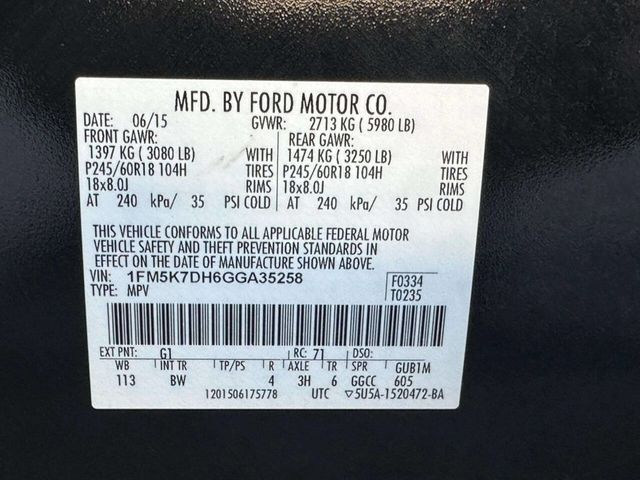 MFD. BY FORD MOTOR CO.
DATE: 06/15 GVWR: 2713 KG ( 5980 LB)
FRONT GAWR: REAR GAWR:
1397 KG ( 3080 LB) WITH 1474 KG ( 3250 LB) WITH
P245/60R18 104H TIRES P245/60R18 104H TIRES
18x8.0J RIMS 18x8.0J RIMS
AT 240 kPa/ 35 PSI COLD AT 240 kPa/ 35 PSI COLD
THIS VEHICLE CONFORMS TO ALL APPLICABLE FEDERAL MOTOR
VEHICLE SAFETY AND THEFT PREVENTION STANDARDS IN
EFFECT ON THE DATE OF MANUFACTURE SHOWN ABOVE.
VIN: 1FM5K7DH6GGA35258 F0334
TYPE: MPV T0235
EXT PNT: G1 RC: 71 DSO:
WB INT TR TP/PS R AXLE TR SPR GUB1M
113 BW 4 3H 6 GGCC 605
1201506175778 UTC ▽5U5A-1520472-BA